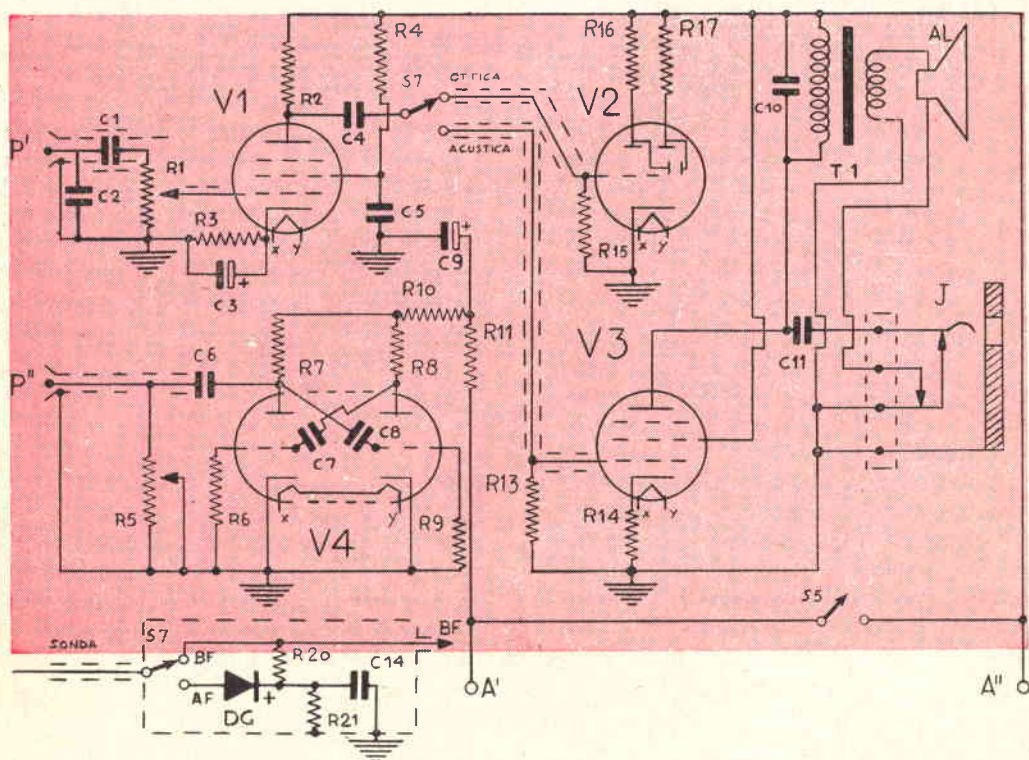 R4
R16
R17
AL
S7
OTTICA
C1
V1
R2
C4
V2
C10
P'
R1
ACUSTICA
T1
C2
R3
C5
+
x
y
R15
x
y
C3
+
C9
R10
J
R11
V3
C6
R7
R8
C11
P"
C7
C8
R13
R5
R6
x
y
R9
R14
x
y
V4
S5
SONDA
S7
BF
BF
R20
C14
AF
+
DG
R21
A'
A"